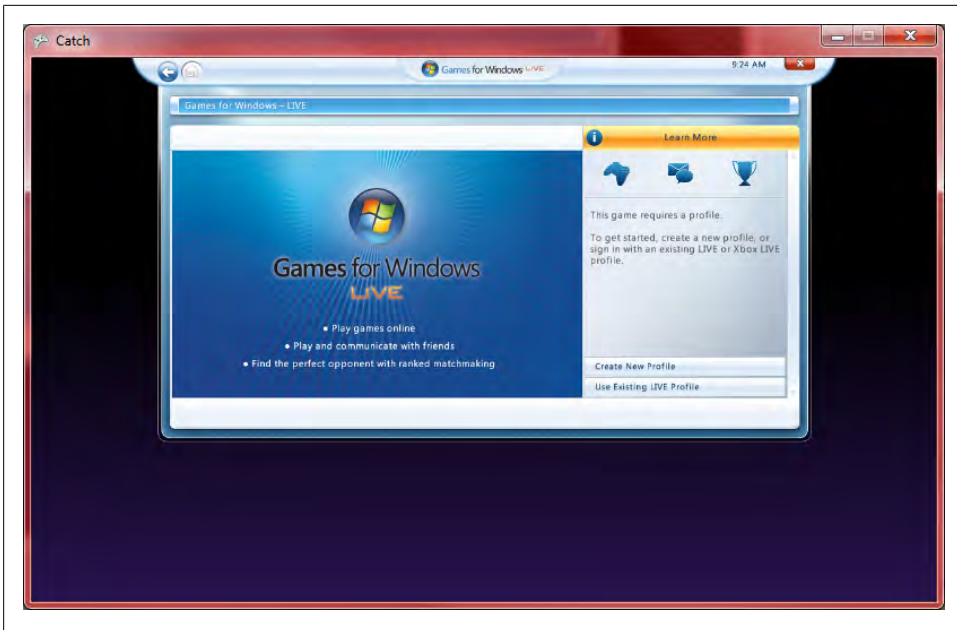 Catch
Games for Windows LIVE
9:24 AM
Games for Windows – LIVE
Learn More
This game requires a profile.
To get started, create a new profile, or
sign in with an existing LIVE or Xbox LIVE
profile.
Games for Windows
LIVE
• Play games online
• Play and communicate with friends
• Find the perfect opponent with ranked matchmaking
Create New Profile
Use Existing LIVE Profile